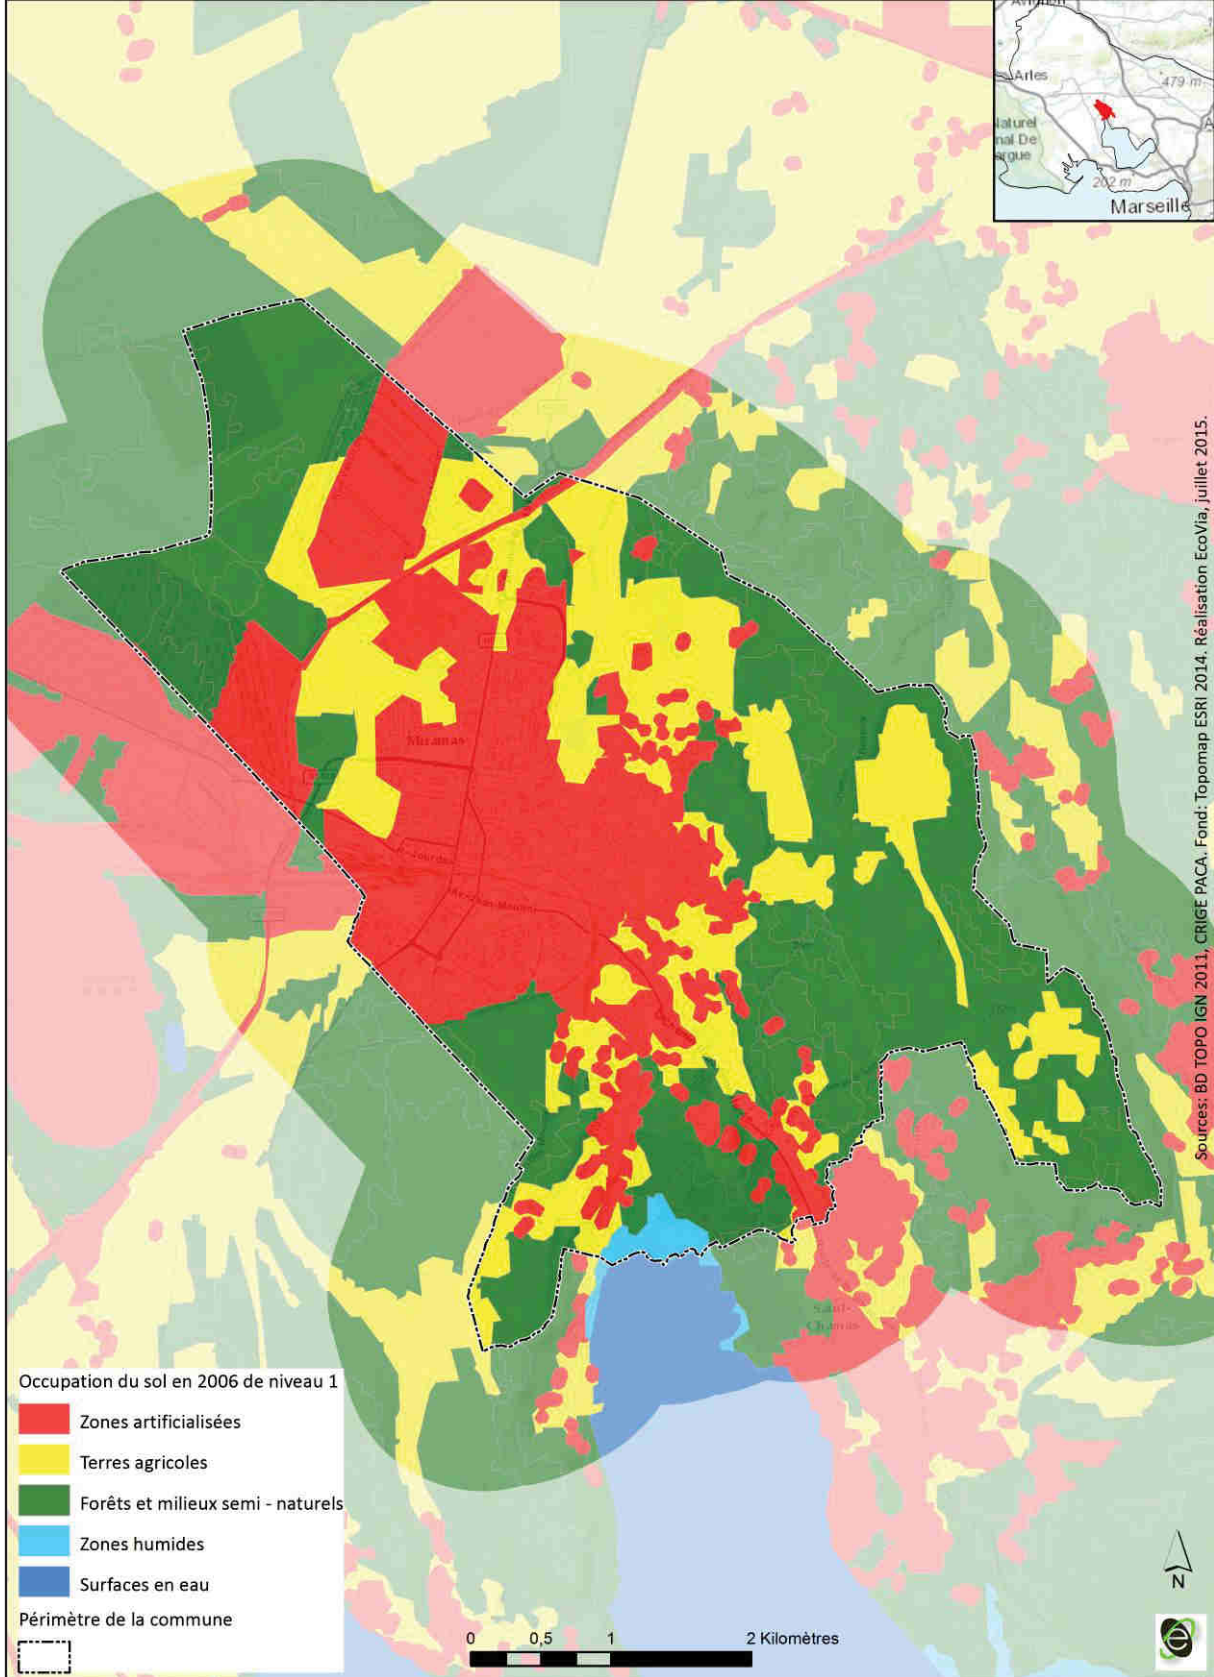 Avignon
Arles
479 m
202 m
Marseille
Miramas
Saint-
Chamas
Sources: BD TOPO IGN 2011, CRIGE PACA. Fond: Topomap ESRI 2014. Réalisation EcoVia, juillet 2015.
Occupation du sol en 2006 de niveau 1
Zones artificialisées
Terres agricoles
Forêts et milieux semi - naturels
Zones humides
Surfaces en eau
Périmètre de la commune
0 0,5 1 2 Kilomètres
N
e